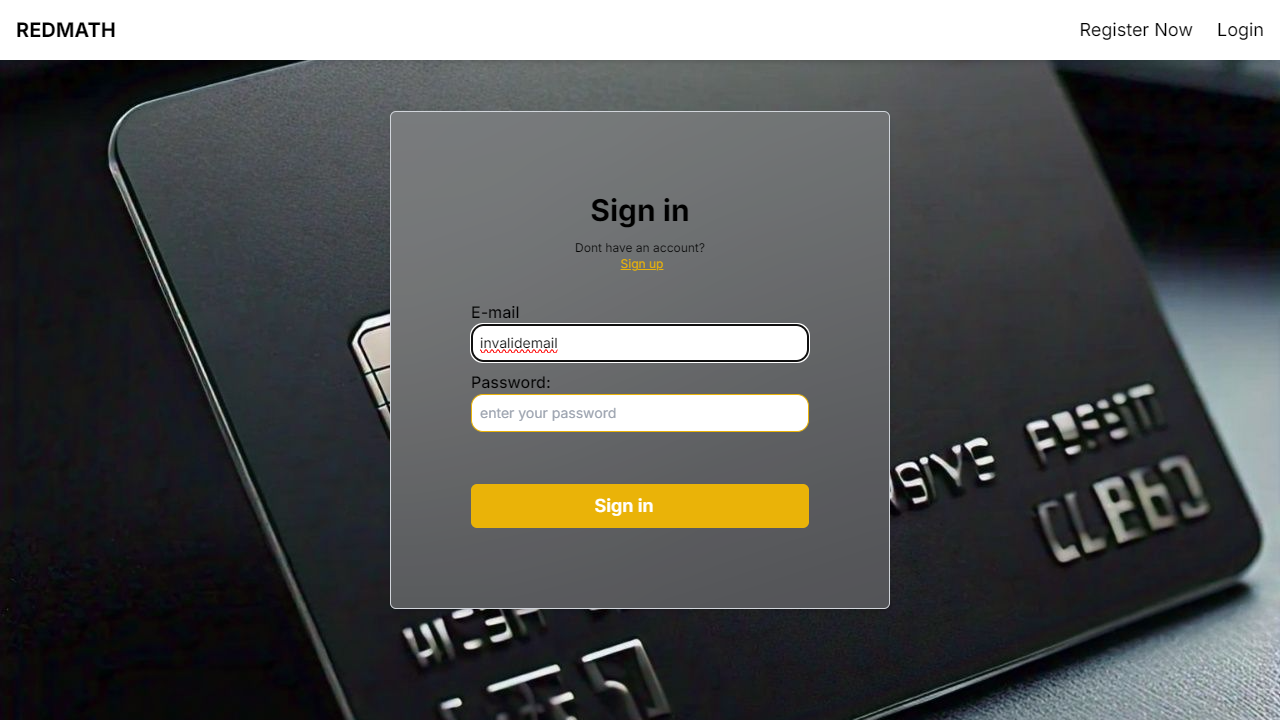 REDMATH
Register Now
Login
Sign in
Dont have an account?
Sign up
E-mail
invalidemail
Password:
enter your password
Sign in